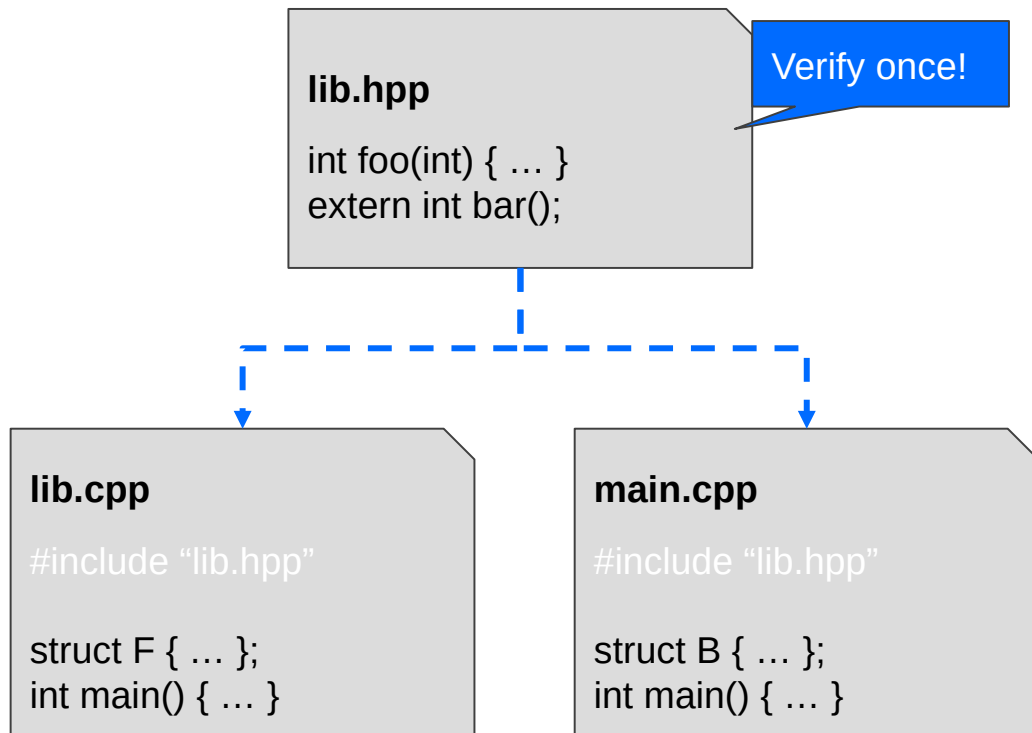 Verify once!
lib.hpp
int foo(int) { … }
extern int bar();
lib.cpp
#include “lib.hpp”
struct F { … };
int main() { … }
main.cpp
#include “lib.hpp”
struct B { … };
int main() { … }